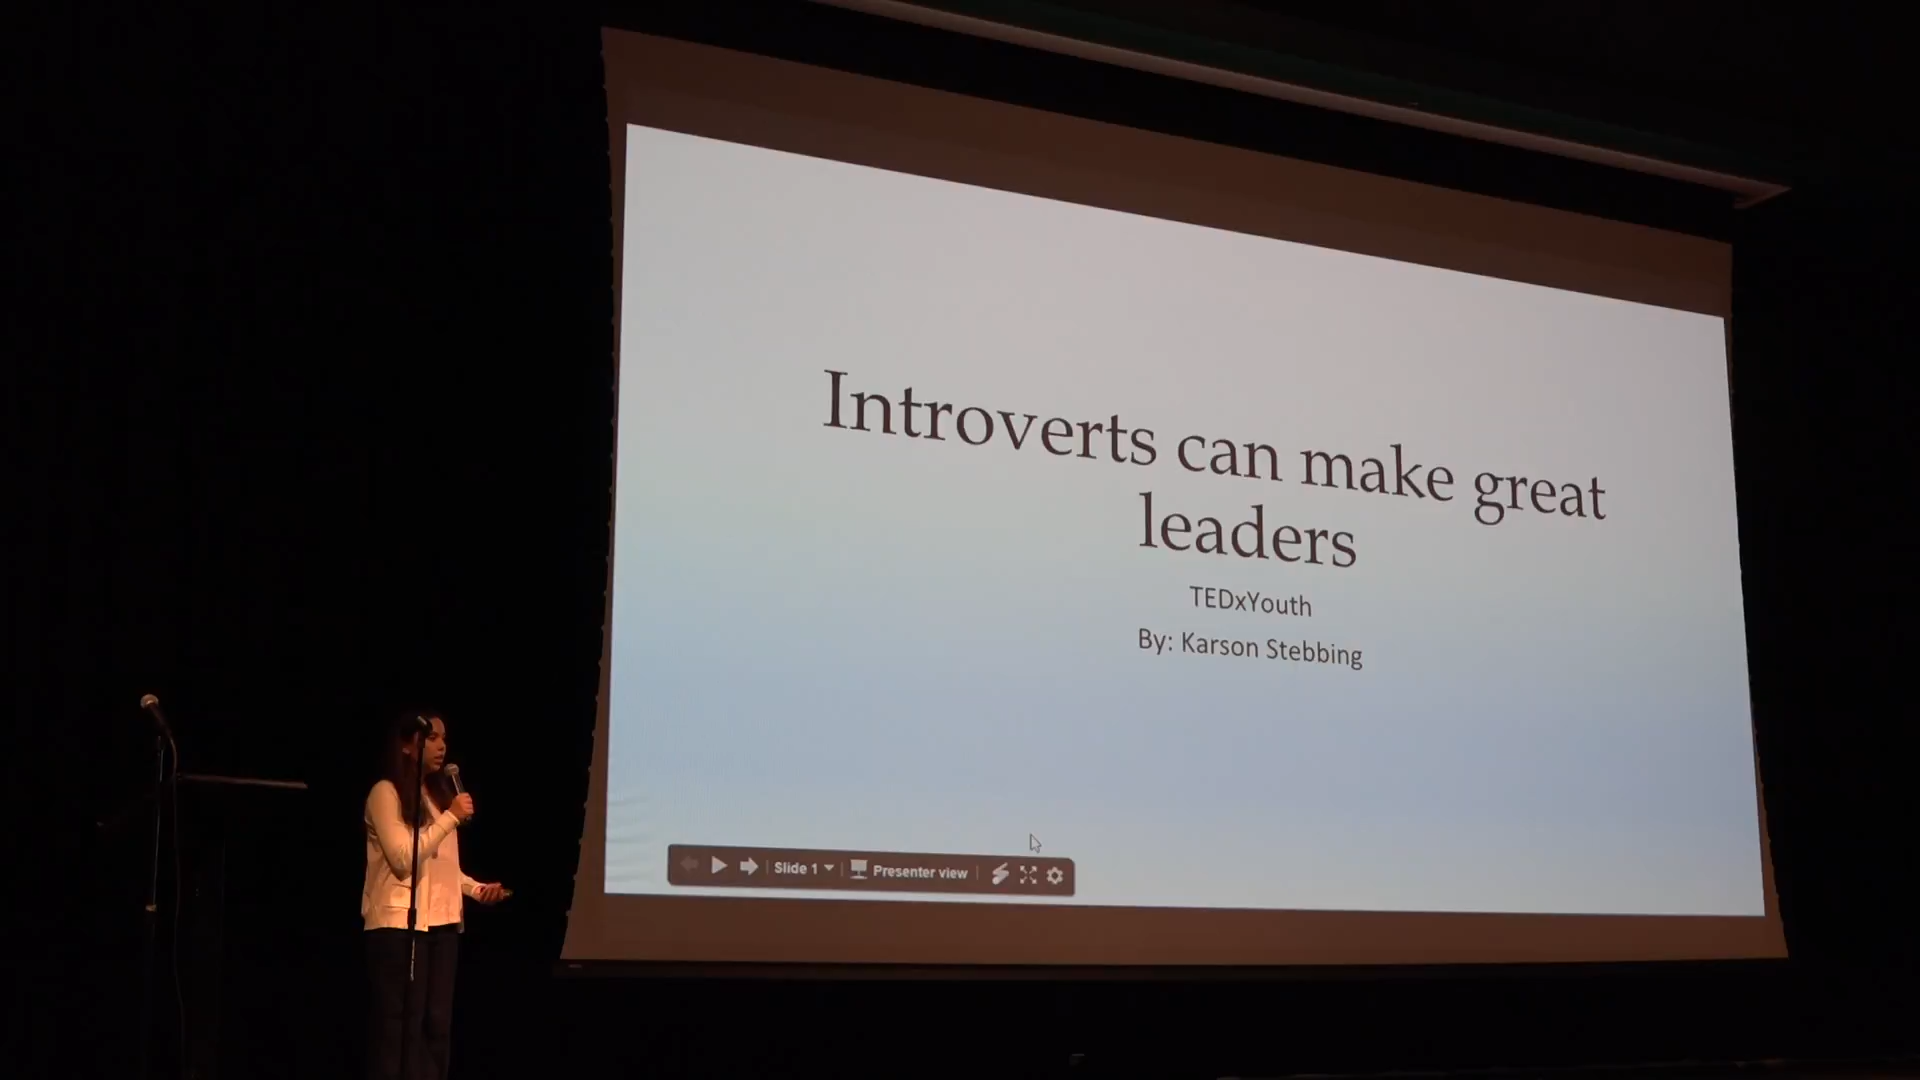 Introverts can make great
leaders
TEDxYouth
By: Karson Stebbing
Slide 1
Presenter view